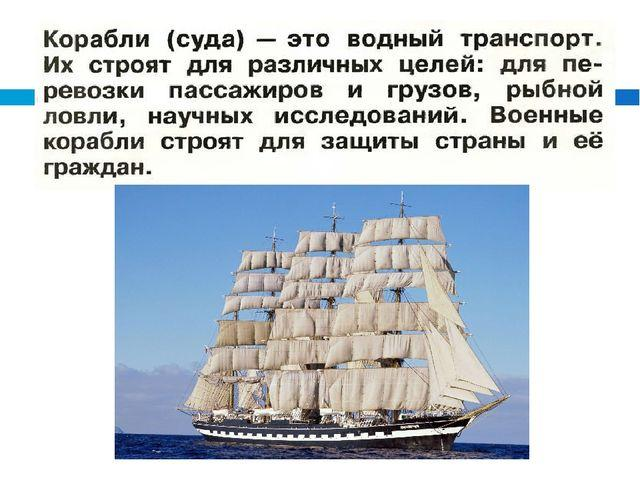 Корабли (суда) — это водный транспорт.
Их строят для различных целей: для пе-
ревозки пассажиров и грузов, рыбной
ловли, научных исследований. Военные
корабли строят для защиты страны и её
граждан.